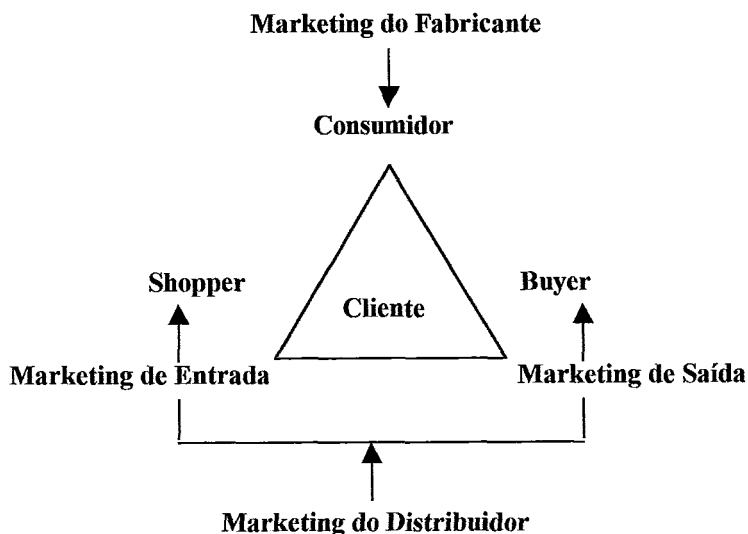 Marketing do Fabricante
Consumidor
Shopper
Buyer
Cliente
Marketing de Entrada
Marketing de Saída
Marketing do Distribuidor